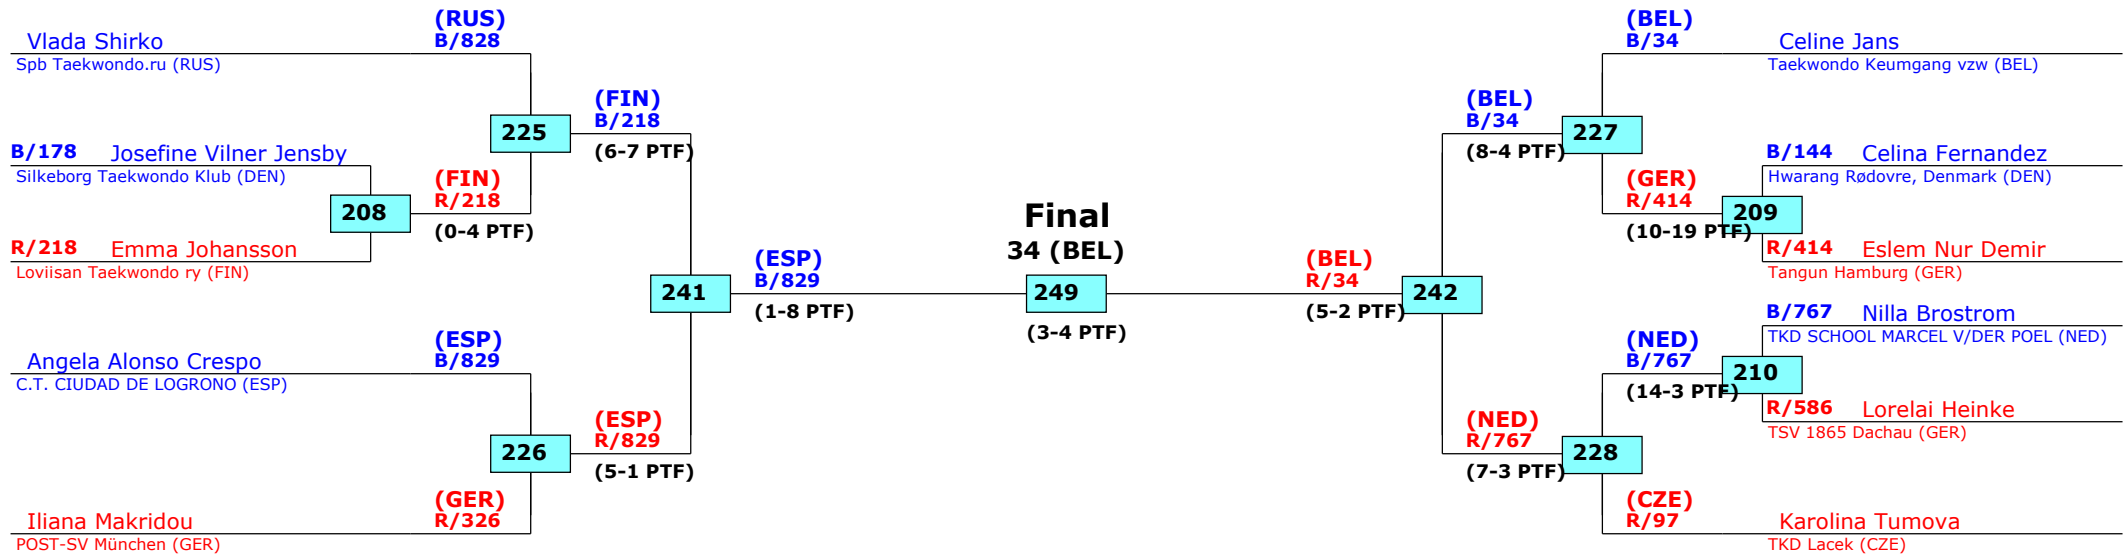 (RUS)
Vlada Shirko B/828
Spb Taekwondo.ru (RUS)
(FIN)
225 B/218
(6-7 PTF)
B/178 Josefine Vilner Jensby
Silkeborg Taekwondo Klub (DEN)
(FIN)
208 R/218
(0-4 PTF)
R/218 Emma Johansson
Loviisan Taekwondo ry (FIN)
(ESP)
241 B/829
(1-8 PTF)
(ESP)
Angela Alonso Crespo B/829
C.T. CIUDAD DE LOGRONO (ESP)
(ESP)
226 R/829
(5-1 PTF)
(GER)
Iliana Makridou R/326
POST-SV München (GER)
Final
34 (BEL)
249
(3-4 PTF)
(BEL)
B/34 Celine Jans
Taekwondo Keumgang vzw (BEL)
(BEL)
B/34 227
(8-4 PTF)
B/144 Celina Fernandez
Hwarang Rødovre, Denmark (DEN)
(GER)
R/414 209
(10-19 PTF)
R/414 Eslem Nur Demir
Tangun Hamburg (GER)
(BEL)
R/34 242
(5-2 PTF)
B/767 Nilla Brostrom
TKD SCHOOL MARCEL V/DER POEL (NED)
(NED)
B/767 210
(14-3 PTF)
R/586 Lorelai Heinke
TSV 1865 Dachau (GER)
(NED)
R/767 228
(7-3 PTF)
(CZE)
R/97 Karolina Tumova
TKD Lacek (CZE)